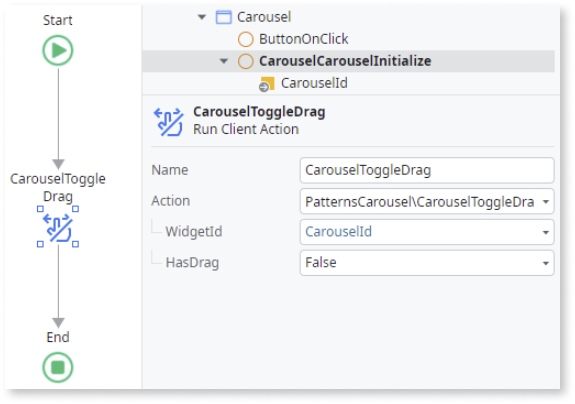 Start
CarouselToggle
Drag
End
Carousel
ButtonOnClick
CarouselCarouselInitialize
CarouselId
CarouselToggleDrag
Run Client Action
Name
CarouselToggleDrag
Action
PatternsCarousel\CarouselToggleDra
WidgetId
CarouselId
HasDrag
False